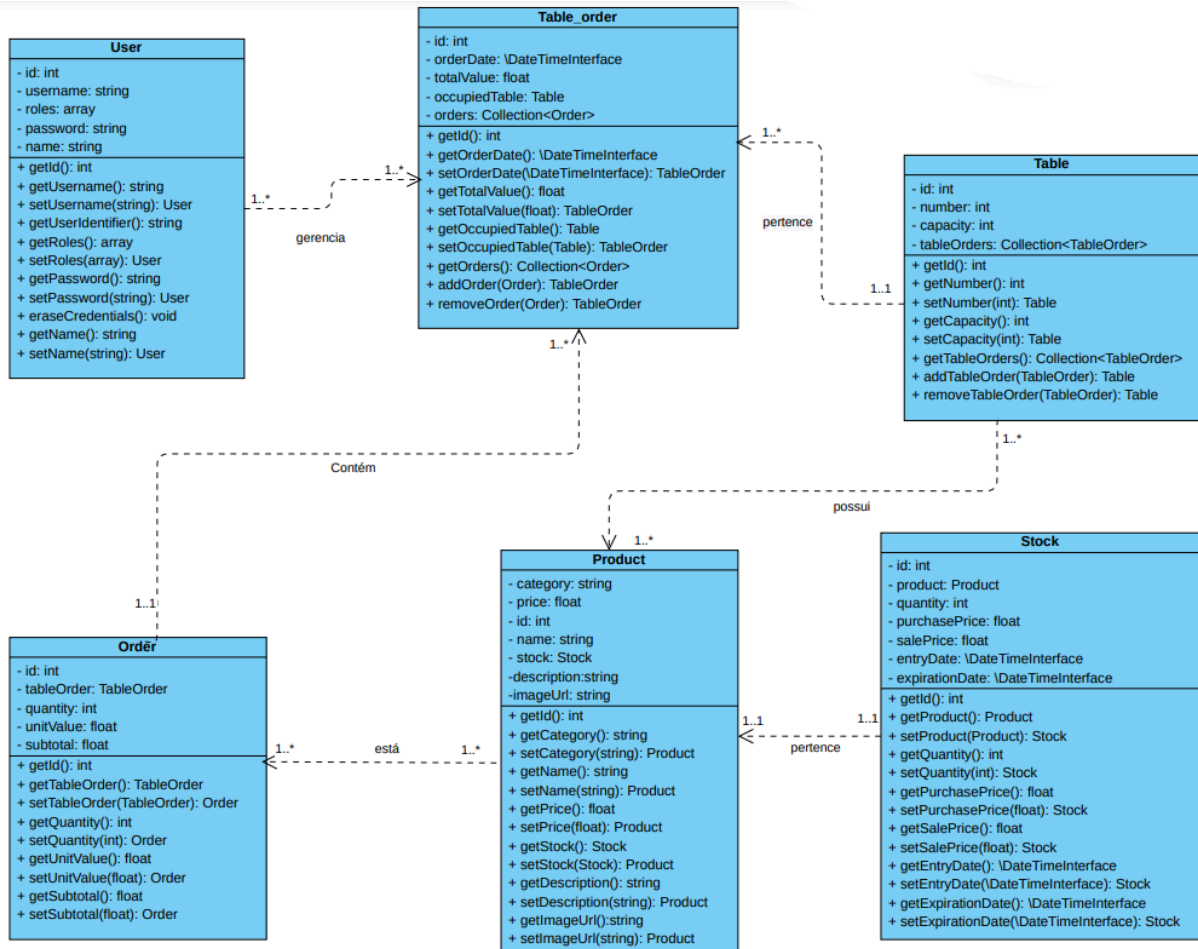 User
- id: int
- username: string
- roles: array
- password: string
- name: string
+ getId(): int
+ getUsername(): string
+ setUsername(string): User
+ getUserIdentifier(): string
+ getRoles(): array
+ setRoles(array): User
+ getPassword(): string
+ setPassword(string): User
+ eraseCredentials(): void
+ getName(): string
+ setName(string): User
1..*
1..*
gerencia
Table_order
- id: int
- orderDate: \DateTimeInterface
- totalValue: float
- occupiedTable: Table
- orders: Collection<Order>
+ getId(): int
+ getOrderDate(): \DateTimeInterface
+ setOrderDate(\DateTimeInterface): TableOrder
+ getTotalValue(): float
+ setTotalValue(float): TableOrder
+ getOccupiedTable(): Table
+ setOccupiedTable(Table): TableOrder
+ getOrders(): Collection<Order>
+ addOrder(Order): TableOrder
+ removeOrder(Order): TableOrder
1..*
pertence
1..1
Table
- id: int
- number: int
- capacity: int
- tableOrders: Collection<TableOrder>
+ getId(): int
+ getNumber(): int
+ setNumber(int): Table
+ getCapacity(): int
+ setCapacity(int): Table
+ getTableOrders(): Collection<TableOrder>
+ addTableOrder(TableOrder): Table
+ removeTableOrder(TableOrder): Table
1..*
Contém
1..1
1..*
possui
1..*
Order
- id: int
- tableOrder: TableOrder
- quantity: int
- unitValue: float
- subtotal: float
+ getId(): int
+ getTableOrder(): TableOrder
+ setTableOrder(TableOrder): Order
+ getQuantity(): int
+ setQuantity(int): Order
+ getUnitValue(): float
+ setUnitValue(float): Order
+ getSubtotal(): float
+ setSubtotal(float): Order
1..*
está
1..*
Product
- category: string
- price: float
- id: int
- name: string
- stock: Stock
-description:string
-imageUrl: string
+ getId(): int
+ getCategory(): string
+ setCategory(string): Product
+ getName(): string
+ setName(string): Product
+ getPrice(): float
+ setPrice(float): Product
+ getStock(): Stock
+ setStock(Stock): Product
+ getDescription(): string
+ setDescription(string): Product
+ getImageUrl():string
+ setImageUrl(string): Product
1..1
1..1
pertence
Stock
- id: int
- product: Product
- quantity: int
- purchasePrice: float
- salePrice: float
- entryDate: \DateTimeInterface
- expirationDate: \DateTimeInterface
+ getId(): int
+ getProduct(): Product
+ setProduct(Product): Stock
+ getQuantity(): int
+ setQuantity(int): Stock
+ getPurchasePrice(): float
+ setPurchasePrice(float): Stock
+ getSalePrice(): float
+ setSalePrice(float): Stock
+ getEntryDate(): \DateTimeInterface
+ setEntryDate(\DateTimeInterface): Stock
+ getExpirationDate(): \DateTimeInterface
+ setExpirationDate(\DateTimeInterface): Stock